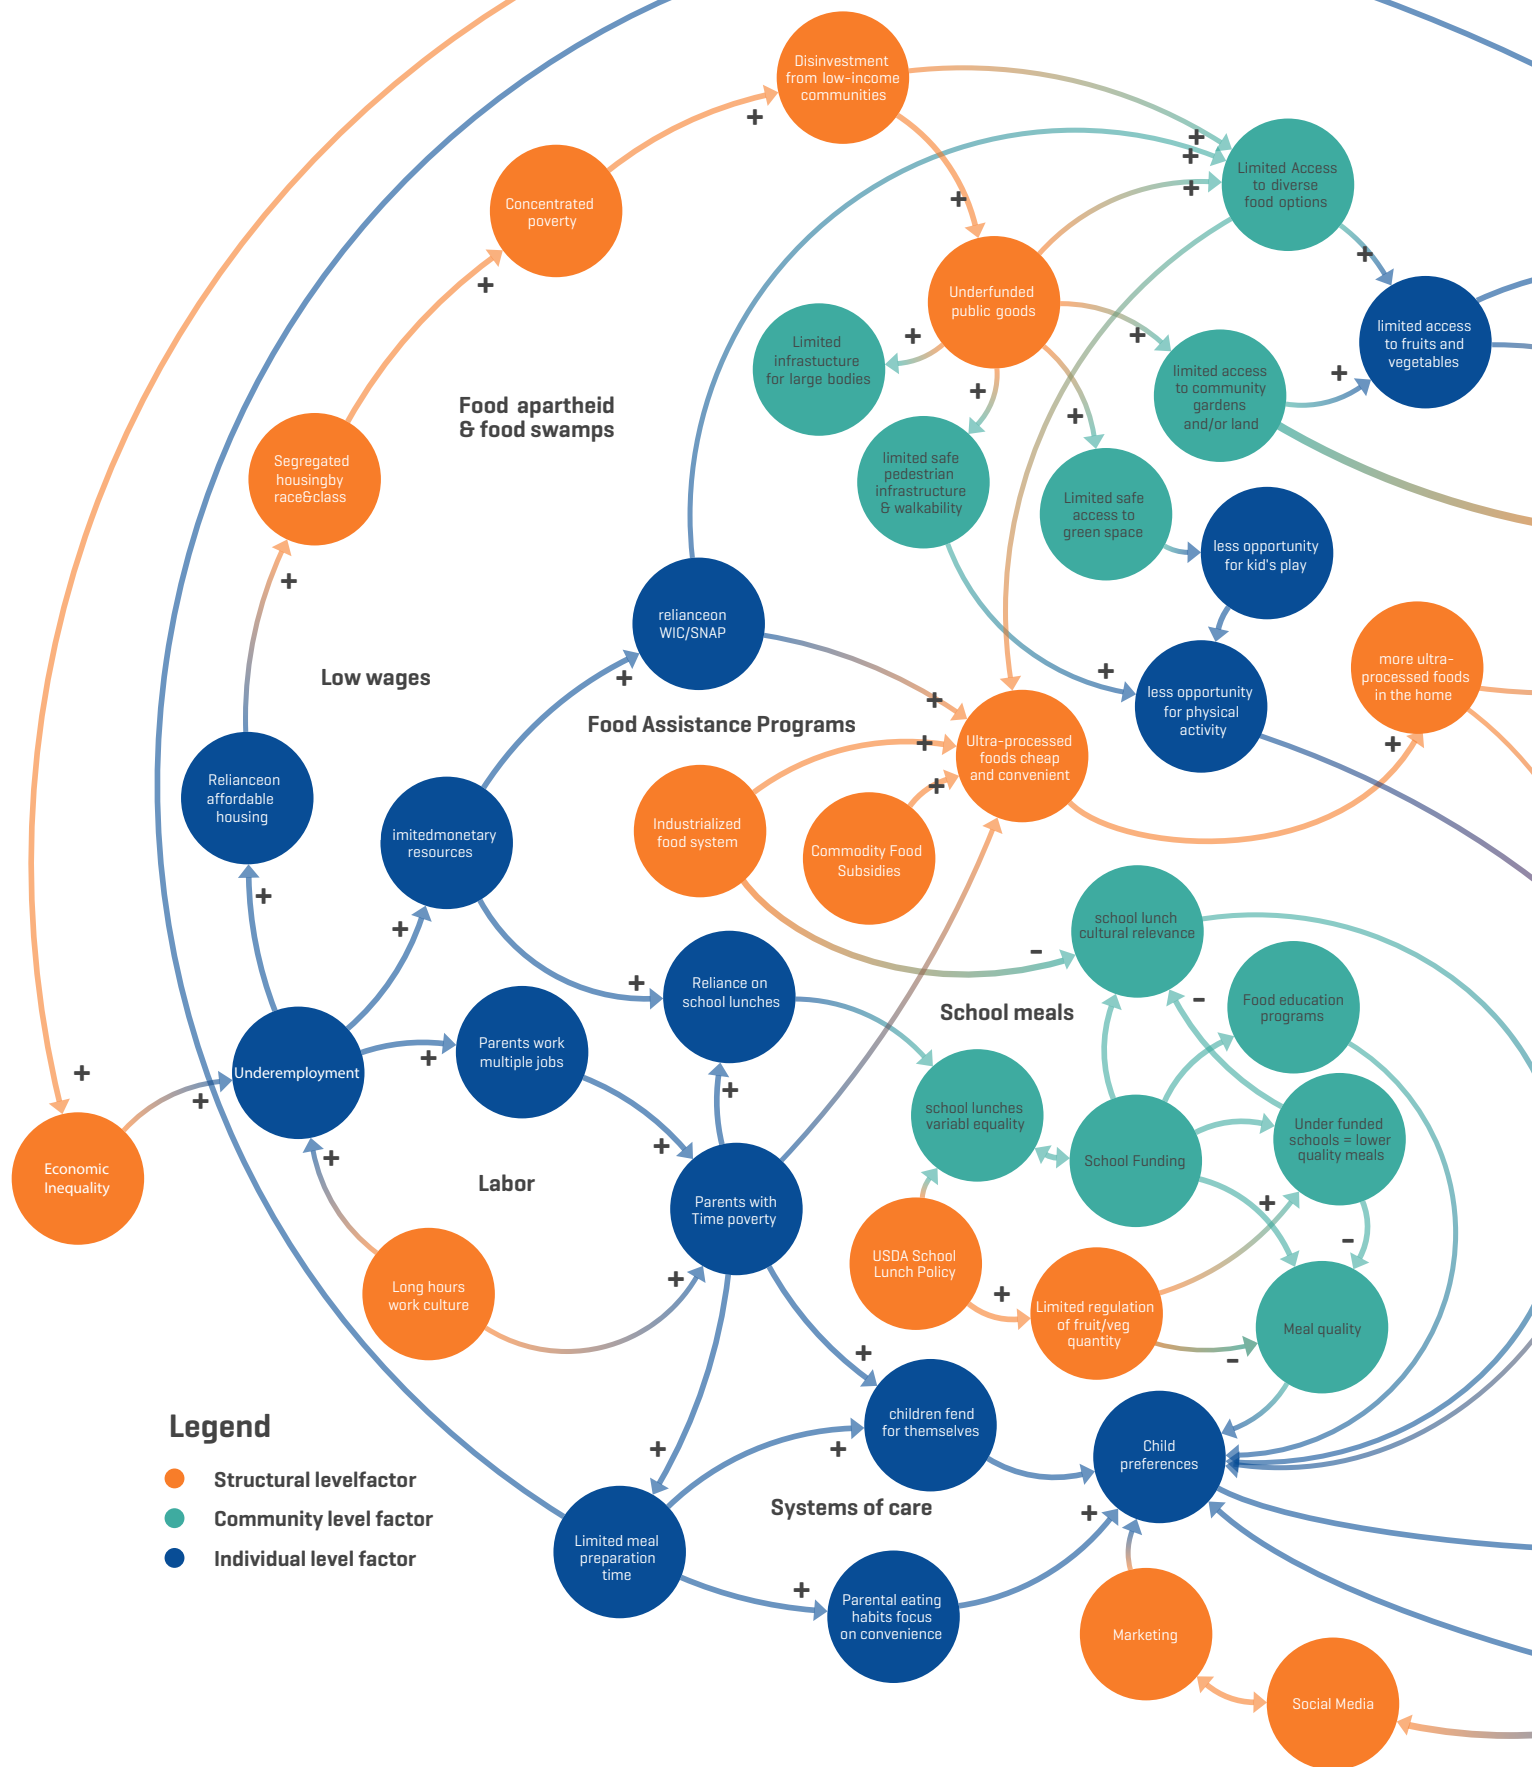 Disinvestment
from low-income
communities
+
+
+
+
Limited Access
to diverse
food options
Concentrated
poverty
+
+
+
Underfunded
public goods
limited access
to fruits and
vegetables
Limited
infrastucture
for large bodies
+
+
+
+
+
limited access
to community
gardens
and/or land
Food apartheid
& food swamps
Segregated
housingby
race&class
limited safe
pedestrian
infrastructure
& walkability
Limited safe
access to
green space
less opportunity
for kid's play
+
relianceon
WIC/SNAP
+
Low wages
+
less opportunity
for physical
activity
more ultra-
processed foods
in the home
Food Assistance Programs
+
+
+
+
Ultra-processed
foods cheap
and convenient
Relianceon
affordable
housing
imitedmonetary
resources
Industrialized
food system
Commodity Food
Subsidies
+
+
school lunch
cultural relevance
-
+
Reliance on
school lunches
School meals
-
Food education
programs
Parents work
multiple jobs
+
Underemployment
+
+
+
+
school lunches
variabl equality
School Funding
Under funded
schools = lower
quality meals
+
+
Economic
Inequality
Labor
Parents with
Time poverty
+
-
USDA School
Lunch Policy
+
Long hours
work culture
+
Limited regulation
of fruit/veg
quantity
-
Meal quality
+
children fend
for themselves
+
+
Child
preferences
Legend
Structural levelfactor
Community level factor
Individual level factor
Systems of care
+
Limited meal
preparation
time
+
Parental eating
habits focus
on convenience
Marketing
Social Media